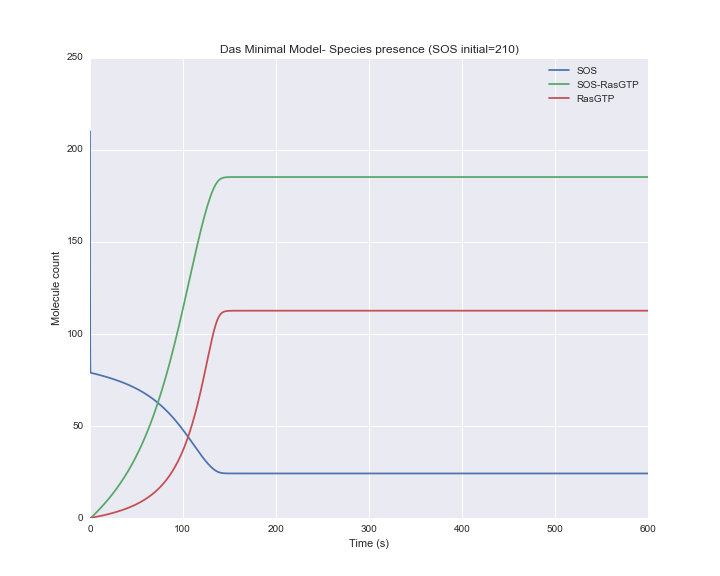 Das Minimal Model- Species presence (SOS initial=210)
250
SOS
SOS-RasGTP
RasGTP
200
150
100
50
0
Molecule count
0 100 200 300 400 500 600
Time (s)